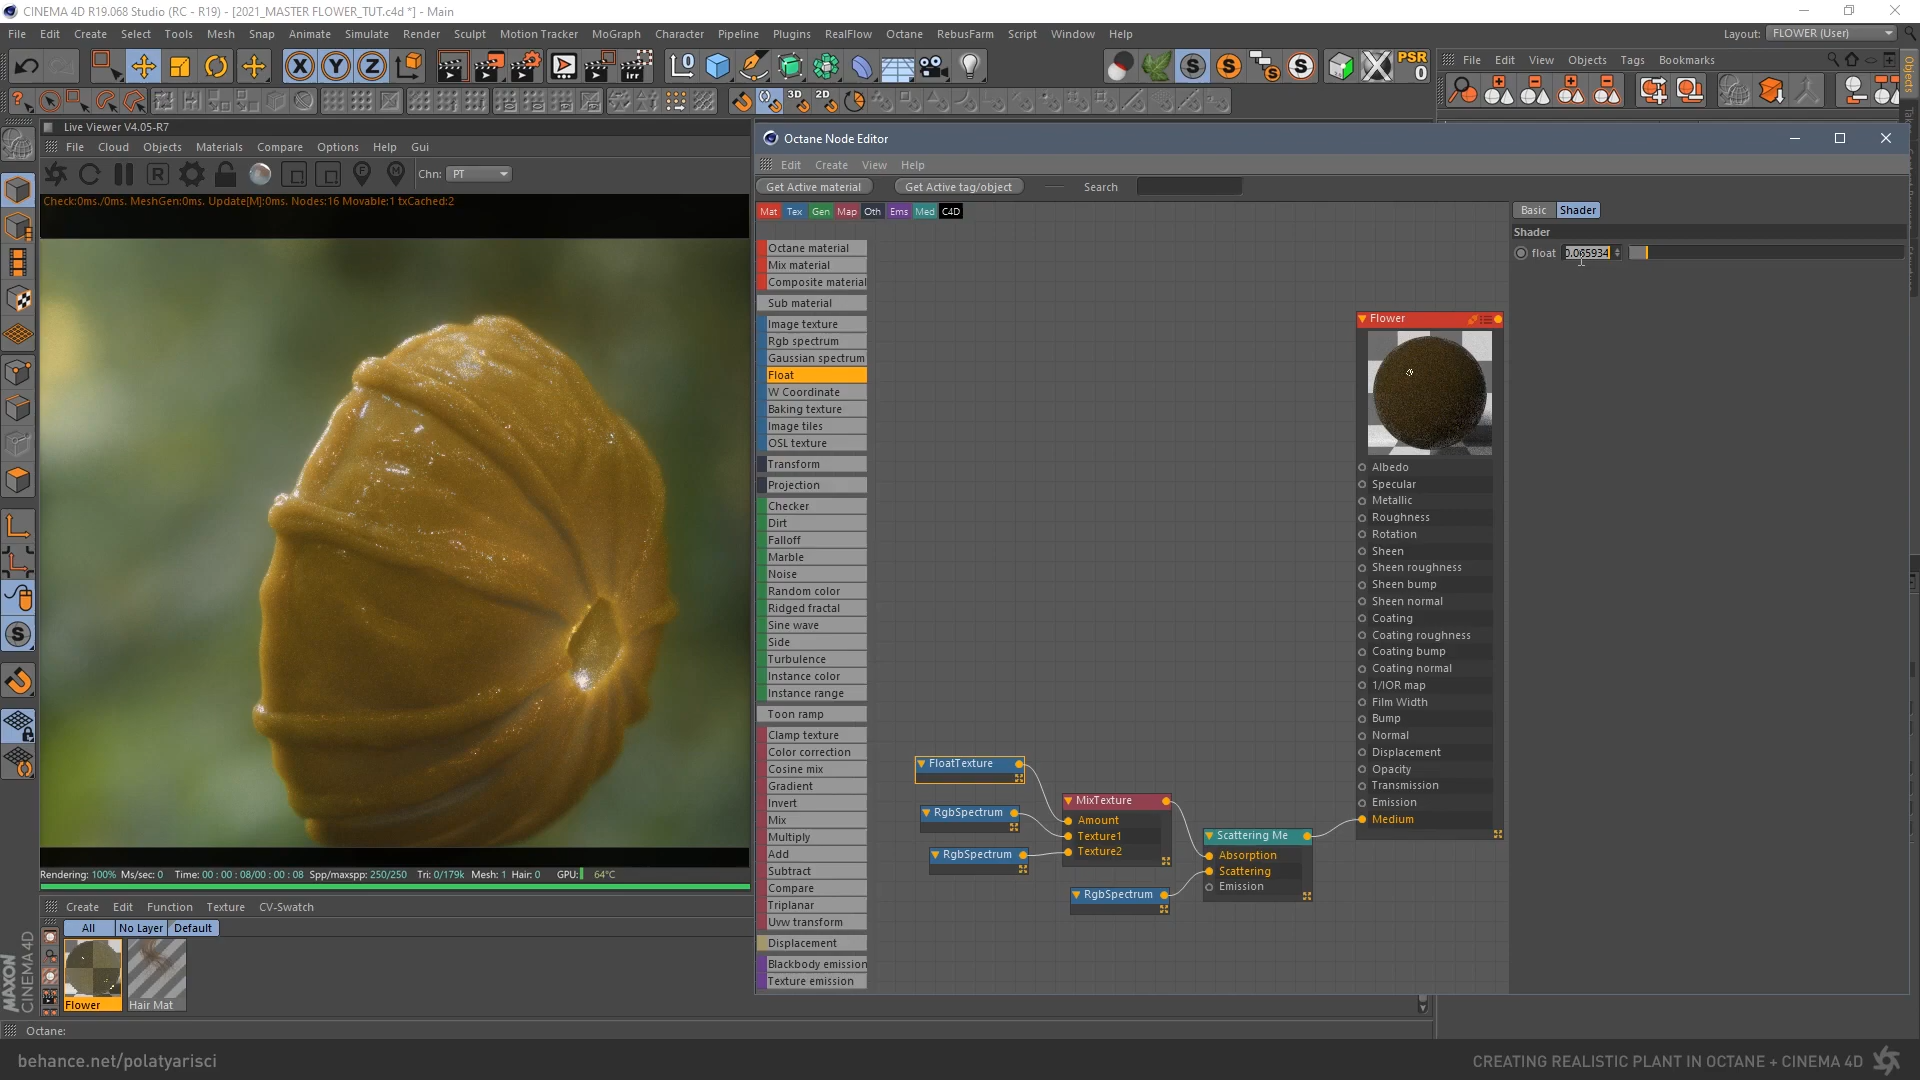 CINEMA 4D R19.068 Studio (RC - R19) - [2021_MASTER FLOWER_TUT.c4d *] - Main
File Edit Create Select Tools Mesh Snap Animate Simulate Render Sculpt Motion Tracker MoGraph Character Pipeline Plugins RealFlow Octane RebusFarm Script Window Help Layout: FLOWER (User)
PSR
0
File Edit View Objects Tags Bookmarks
Objects
3D 2D
Live Viewer V4.05-R7
File Cloud Objects Materials Compare Options Help Gui
Chn: PT
Check:0ms./0ms. MeshGen:0ms. Update[M]:0ms. Nodes:16 Movable:1 txCached:2
Rendering: 100% Ms/sec: 0 Time: 00 : 00 : 08/00 : 00 : 08 Spp/maxspp: 250/250 Tri: 0/179k Mesh: 1 Hair: 0 GPU: 64°C
Create Edit Function Texture CV-Swatch
All No Layer Default
Flower Hair Mat
MAXON
CINEMA 4D
Octane:
Octane Node Editor
Edit Create View Help
Get Active material Get Active tag/object Search
Mat Tex Gen Map Oth Ems Med C4D
Octane material
Mix material
Composite material
Sub material
Image texture
Rgb spectrum
Gaussian spectrum
Float
W Coordinate
Baking texture
Image tiles
OSL texture
Transform
Projection
Checker
Dirt
Falloff
Marble
Noise
Random color
Ridged fractal
Sine wave
Side
Turbulence
Instance color
Instance range
Toon ramp
Clamp texture
Color correction
Cosine mix
Gradient
Invert
Mix
Multiply
Add
Subtract
Compare
Triplanar
Uvw transform
Displacement
Blackbody emission
Texture emission
FloatTexture
RgbSpectrum
RgbSpectrum
MixTexture
Amount
Texture1
Texture2
RgbSpectrum
Scattering Me
Absorption
Scattering
Emission
Flower
Albedo
Specular
Metallic
Roughness
Rotation
Sheen
Sheen roughness
Sheen bump
Sheen normal
Coating
Coating roughness
Coating bump
Coating normal
1/IOR map
Film Width
Bump
Normal
Displacement
Opacity
Transmission
Emission
Medium
Basic Shader
Shader
float
behance.net/polatyarisci
CREATING REALISTIC PLANT IN OCTANE + CINEMA 4D